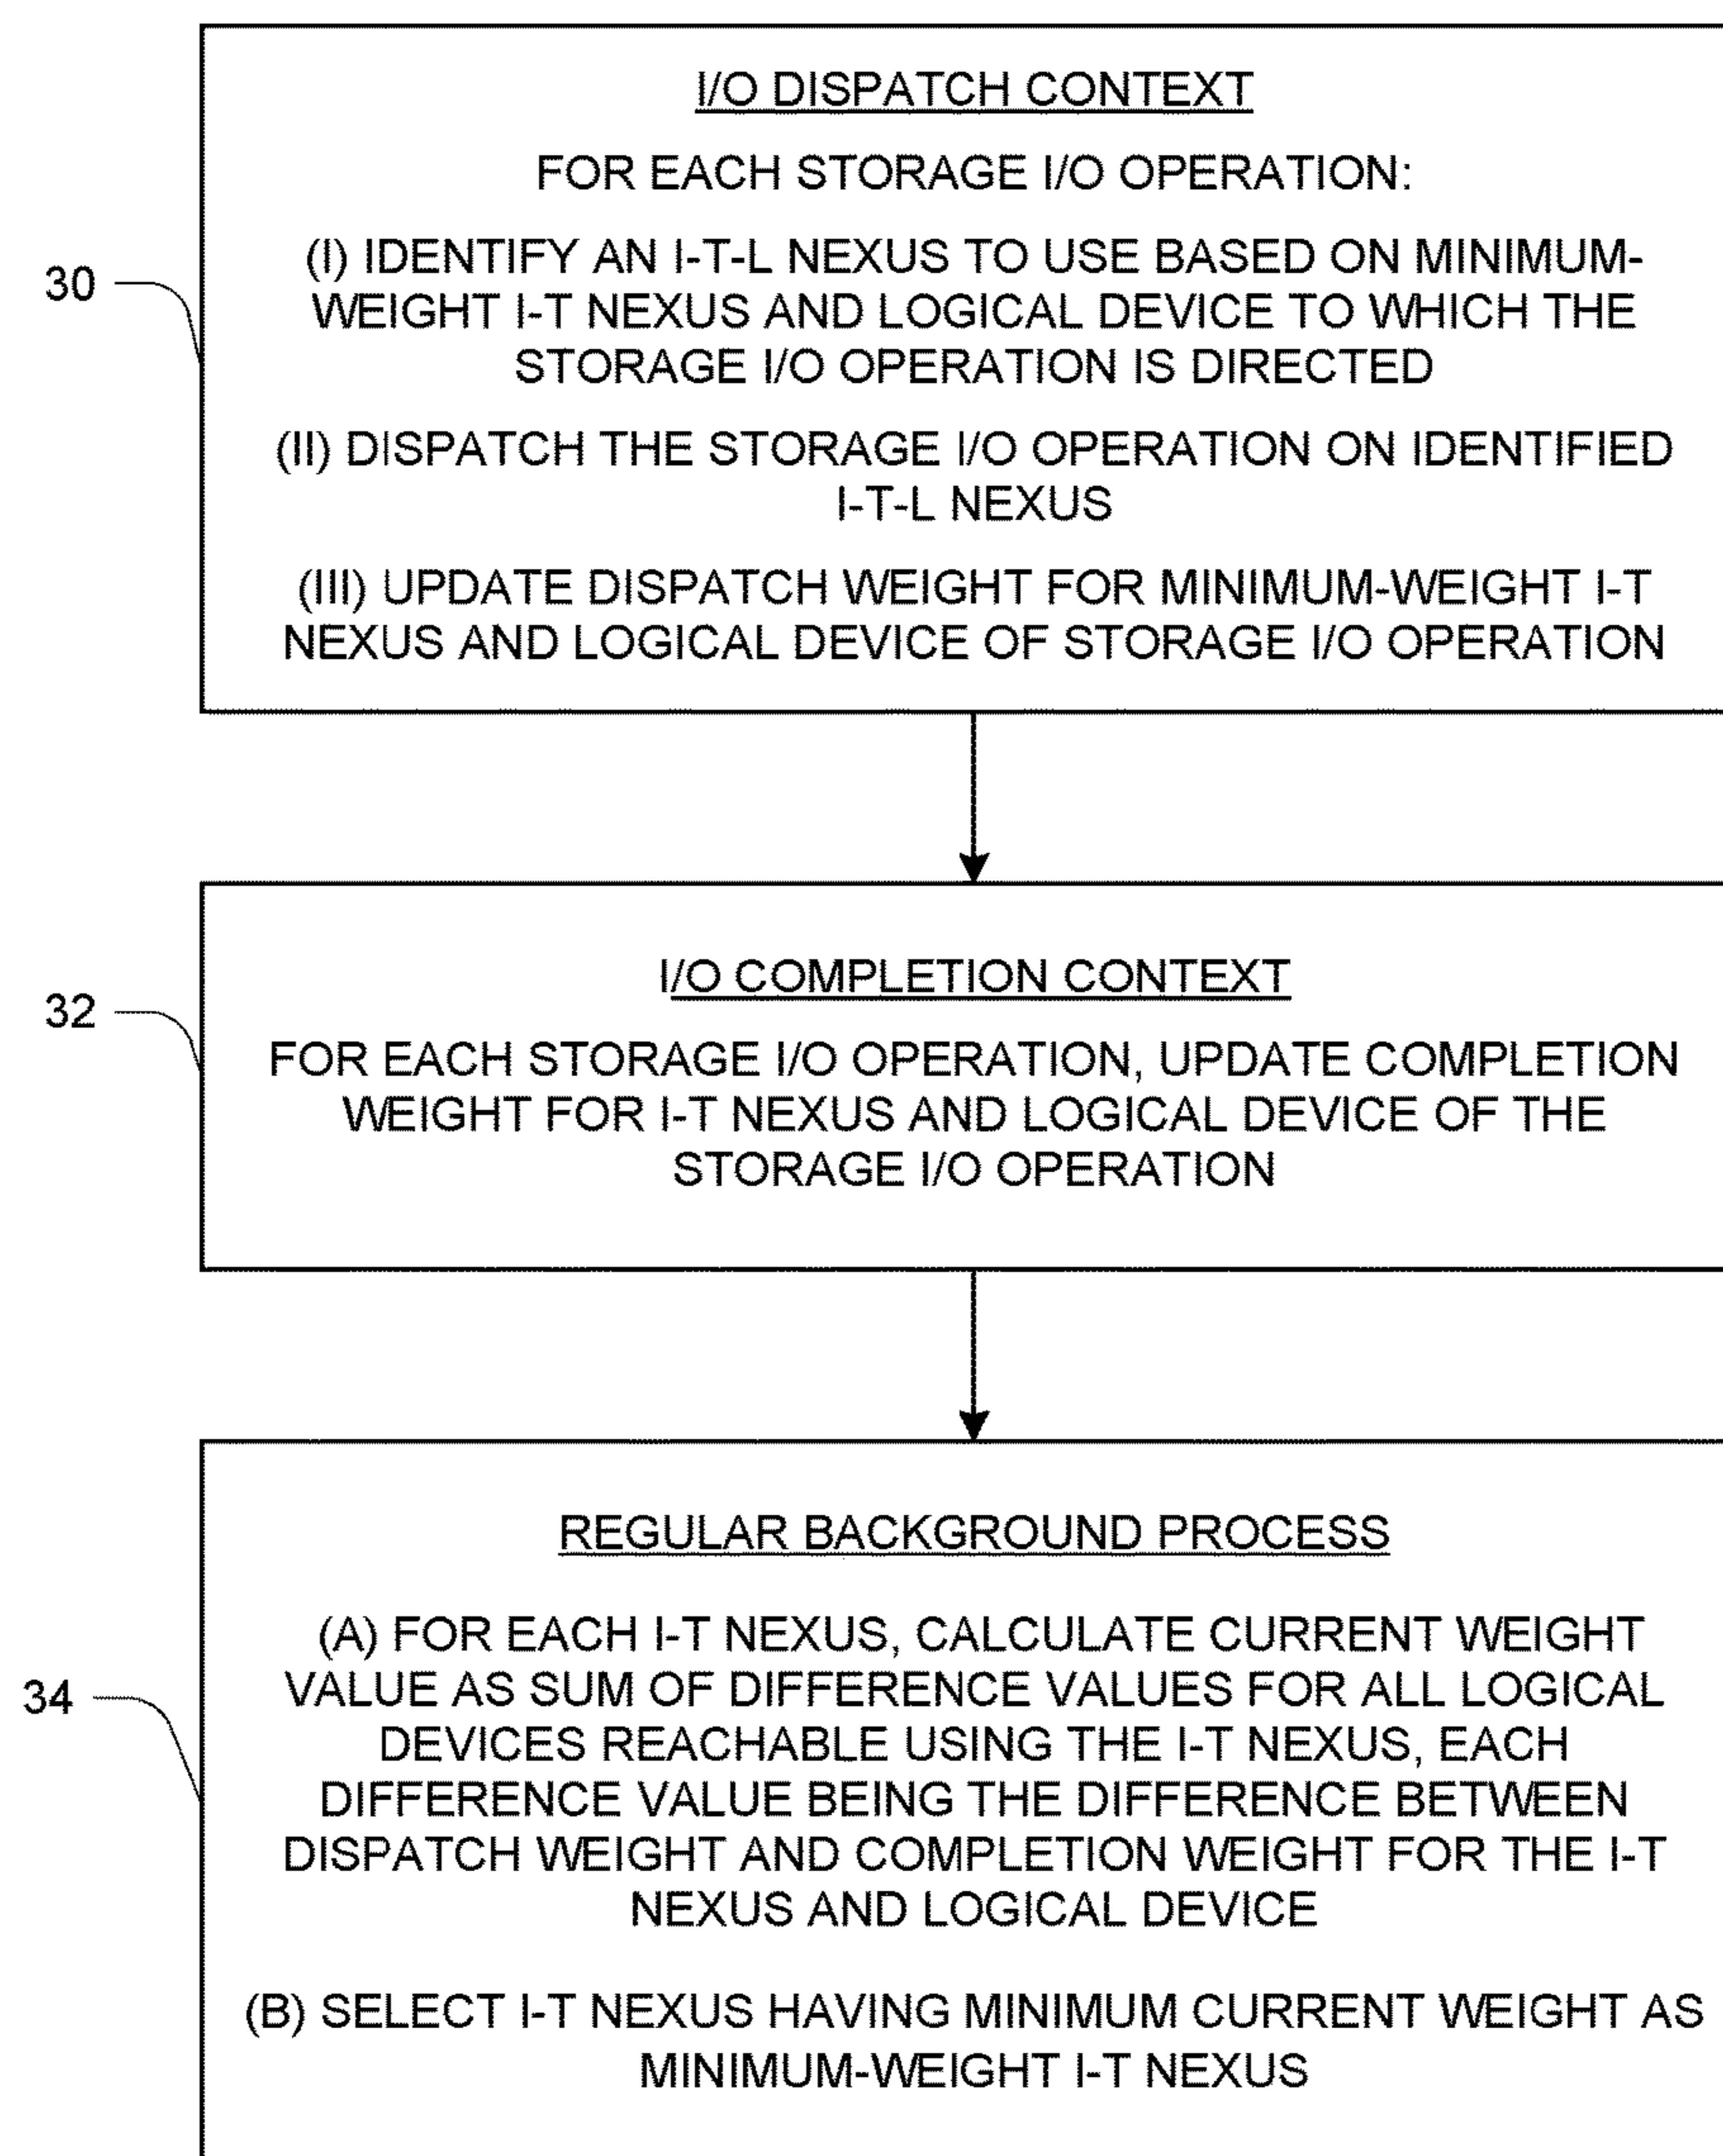 I/O DISPATCH CONTEXT
FOR EACH STORAGE I/O OPERATION:
(I) IDENTIFY AN I-T-L NEXUS TO USE BASED ON MINIMUM-
WEIGHT I-T NEXUS AND LOGICAL DEVICE TO WHICH THE
STORAGE I/O OPERATION IS DIRECTED
(II) DISPATCH THE STORAGE I/O OPERATION ON IDENTIFIED
I-T-L NEXUS
(III) UPDATE DISPATCH WEIGHT FOR MINIMUM-WEIGHT I-T
NEXUS AND LOGICAL DEVICE OF STORAGE I/O OPERATION
30
I/O COMPLETION CONTEXT
FOR EACH STORAGE I/O OPERATION, UPDATE COMPLETION
WEIGHT FOR I-T NEXUS AND LOGICAL DEVICE OF THE
STORAGE I/O OPERATION
32
REGULAR BACKGROUND PROCESS
(A) FOR EACH I-T NEXUS, CALCULATE CURRENT WEIGHT
VALUE AS SUM OF DIFFERENCE VALUES FOR ALL LOGICAL
DEVICES REACHABLE USING THE I-T NEXUS, EACH
DIFFERENCE VALUE BEING THE DIFFERENCE BETWEEN
DISPATCH WEIGHT AND COMPLETION WEIGHT FOR THE I-T
NEXUS AND LOGICAL DEVICE
(B) SELECT I-T NEXUS HAVING MINIMUM CURRENT WEIGHT AS
MINIMUM-WEIGHT I-T NEXUS
34